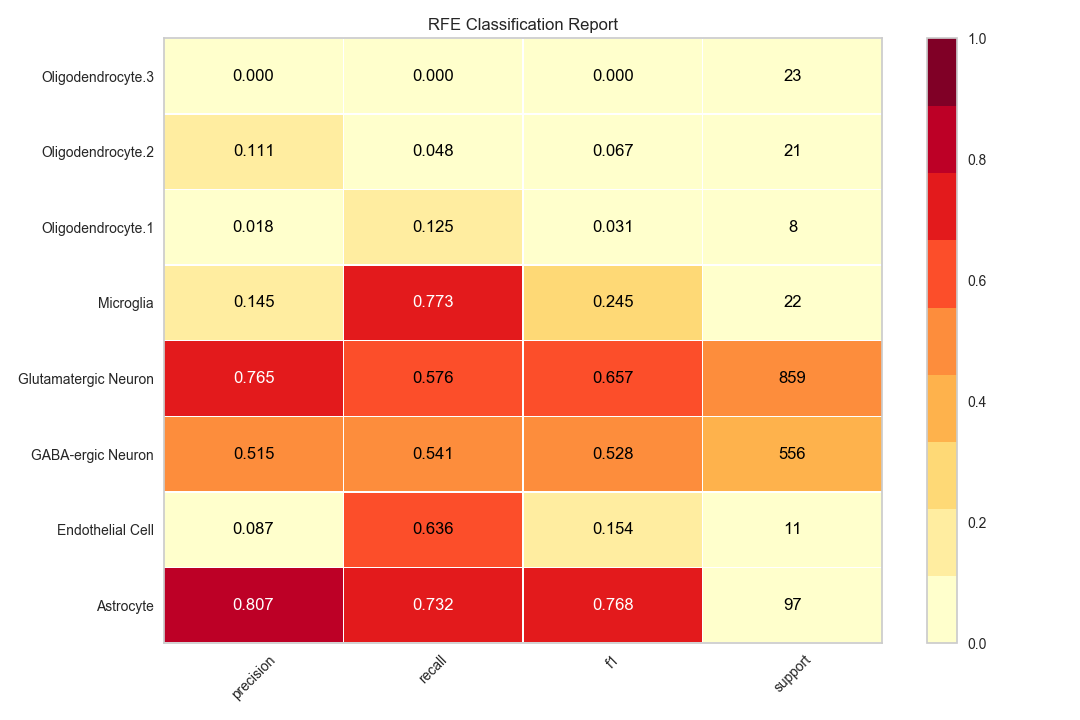 RFE Classification Report
Oligodendrocyte.3 0.000 0.000 0.000 23
Oligodendrocyte.2 0.111 0.048 0.067 21
Oligodendrocyte.1 0.018 0.125 0.031 8
Microglia 0.145 0.773 0.245 22
Glutamatergic Neuron 0.765 0.576 0.657 859
GABA-ergic Neuron 0.515 0.541 0.528 556
Endothelial Cell 0.087 0.636 0.154 11
Astrocyte 0.807 0.732 0.768 97
precision recall f1 support
1.0
0.8
0.6
0.4
0.2
0.0